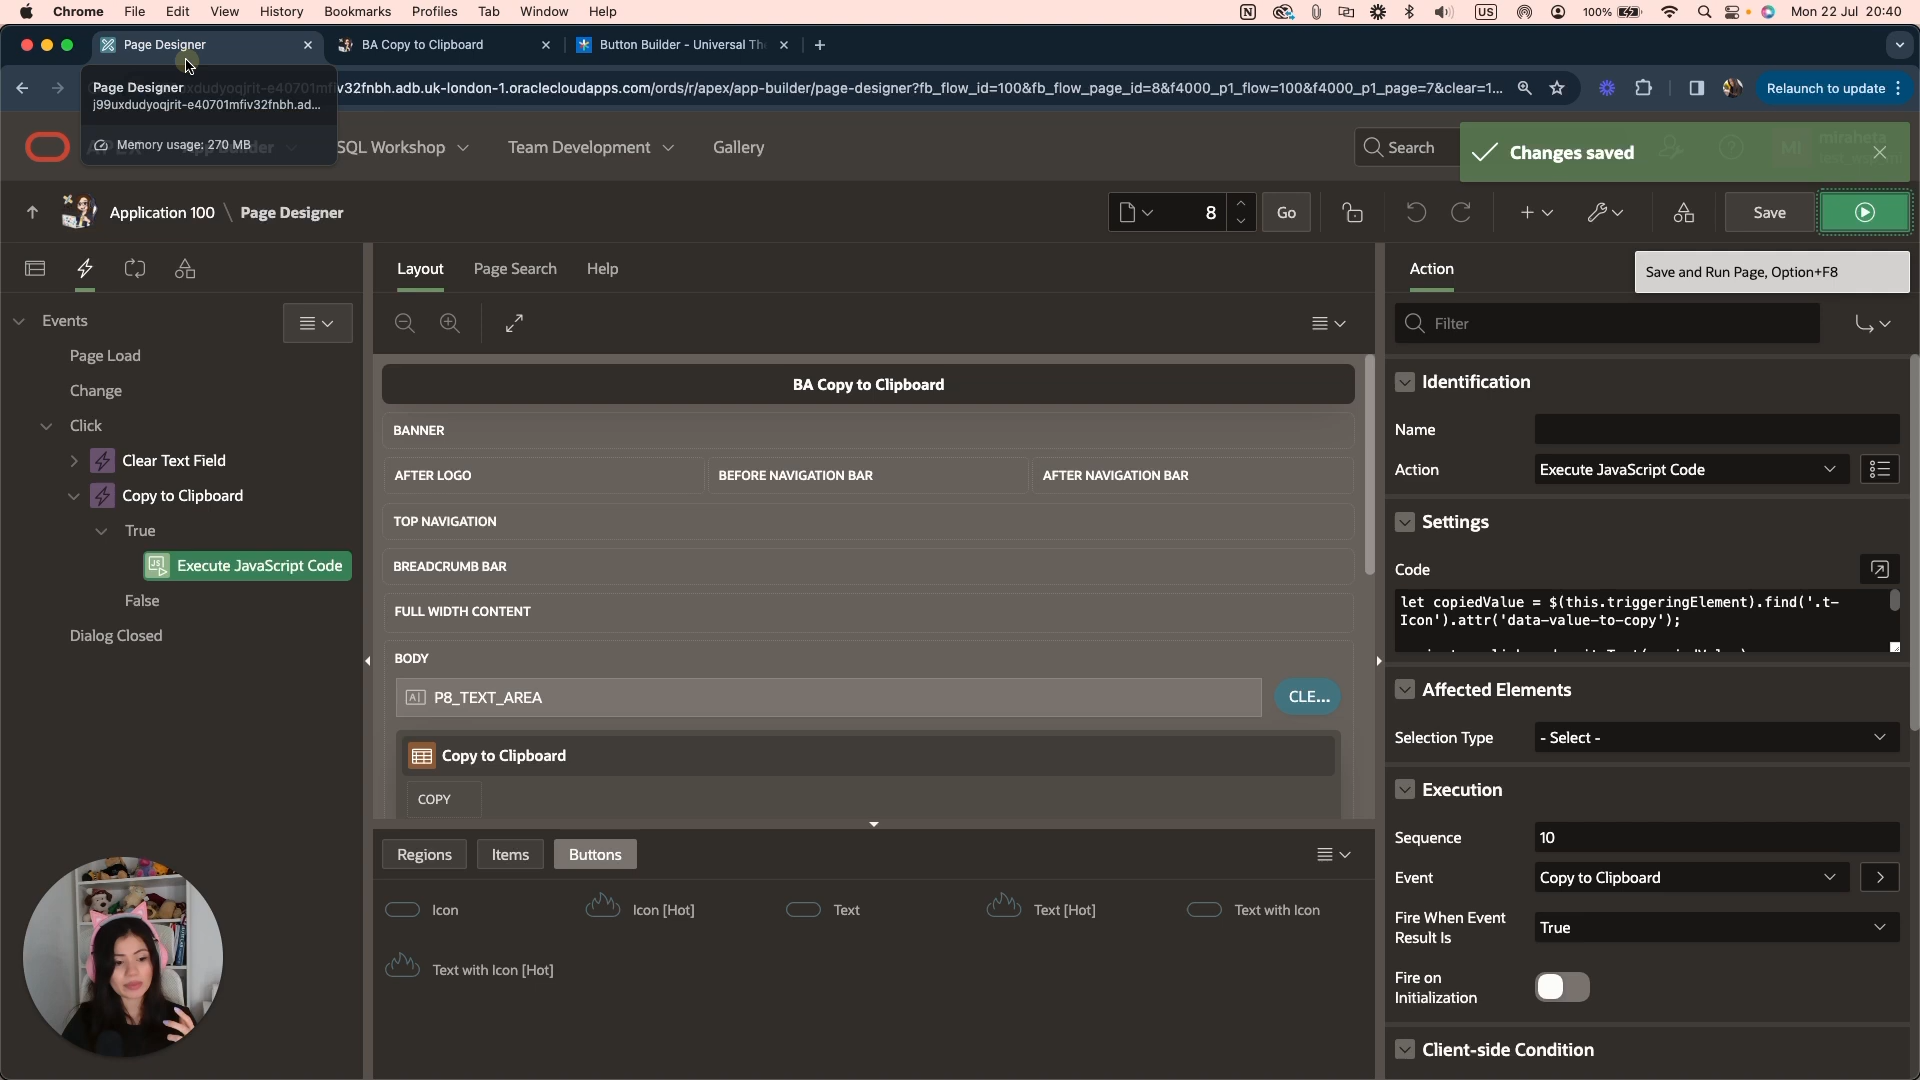 Chrome File Edit View History Bookmarks Profiles Tab Window Help
US 100% Mon 22 Jul 20:40
Page Designer BA Copy to Clipboard Button Builder - Universal The
v32fnbh.adb.uk-london-1.oraclecloudapps.com/ords/r/apex/app-builder/page-designer?fb_flow_id=100&fb_flow_page_id=8&f4000_p1_flow=100&f4000_p1_page=7&clear=1...
Relaunch to update
Page Designer
j99uxdudyoqjrit-e40701mfiv32fnbh.ad...
Memory usage: 270 MB
SQL Workshop Team Development Gallery
Search
Changes saved
Application 100 \ Page Designer
8 Go Save
Save and Run Page, Option+F8
Layout Page Search Help
Action
Filter
Events
Page Load
Change
Click
Clear Text Field
Copy to Clipboard
True
Execute JavaScript Code
False
Dialog Closed
BA Copy to Clipboard
BANNER
AFTER LOGO BEFORE NAVIGATION BAR AFTER NAVIGATION BAR
TOP NAVIGATION
BREADCRUMB BAR
FULL WIDTH CONTENT
BODY
P8_TEXT_AREA CLE...
Copy to Clipboard
COPY
Regions Items Buttons
Icon Icon [Hot] Text Text [Hot] Text with Icon
Text with Icon [Hot]
Identification
Name
Action Execute JavaScript Code
Settings
Code
let copiedValue = $(this.triggeringElement).find('.t-
Icon').attr('data-value-to-copy');
Affected Elements
Selection Type - Select -
Execution
Sequence 10
Event Copy to Clipboard
Fire When Event
Result Is True
Fire on
Initialization
Client-side Condition